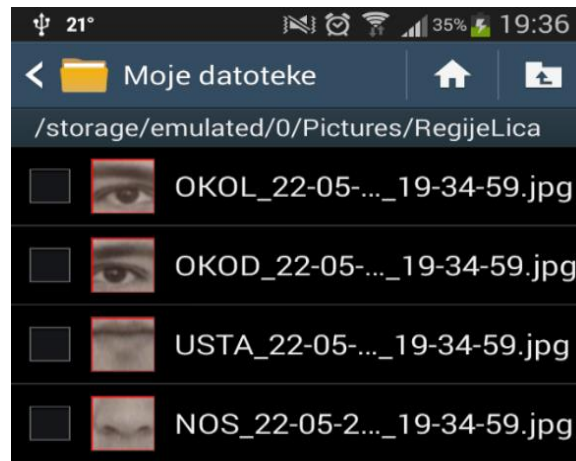 21° 35% 19:36
Moje datoteke
/storage/emulated/0/Pictures/RegijeLica
OKOL_22-05-..._19-34-59.jpg
OKOD_22-05-..._19-34-59.jpg
USTA_22-05-..._19-34-59.jpg
NOS_22-05-2..._19-34-59.jpg